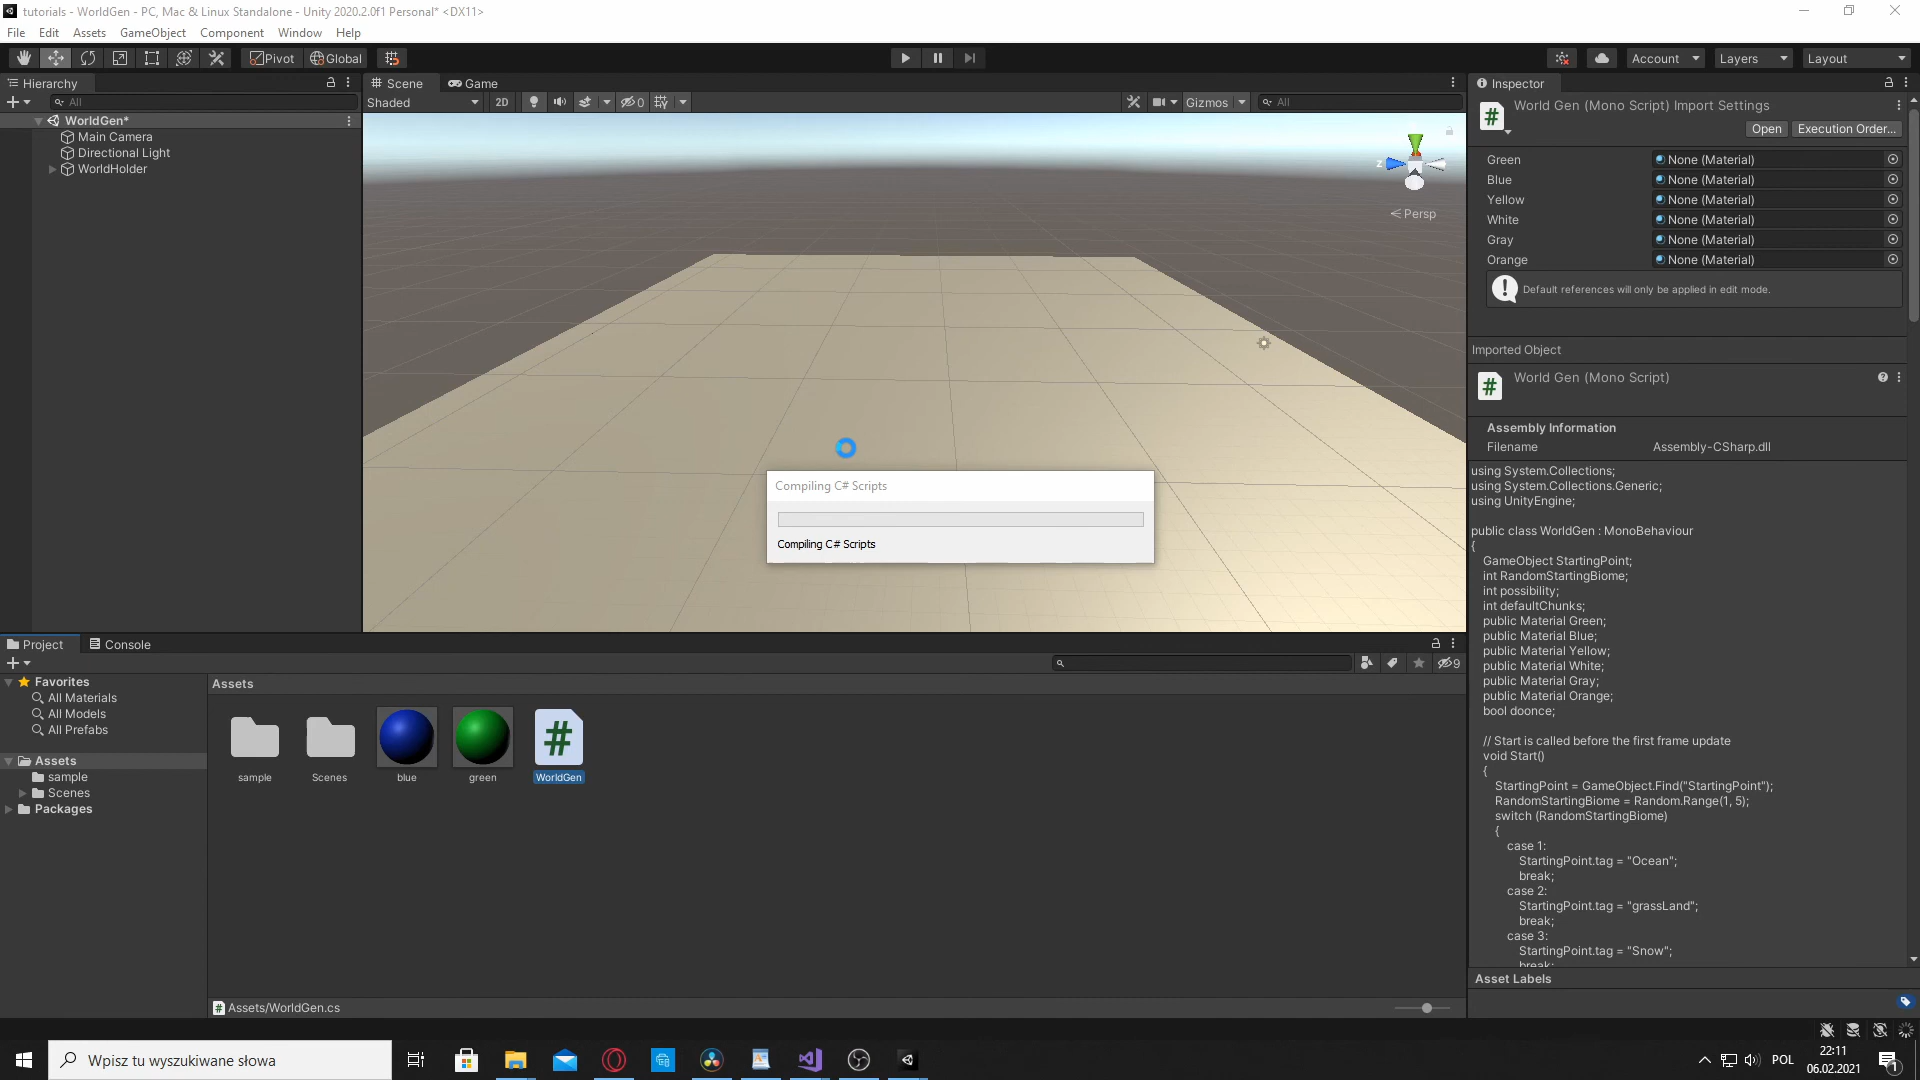 tutorials - WorldGen - PC, Mac & Linux Standalone - Unity 2020.2.0f1 Personal* <DX11>
File Edit Assets GameObject Component Window Help
Pivot Global Account Layers Layout
Hierarchy
All
WorldGen*
Main Camera
Directional Light
WorldHolder
Scene Game
Shaded 2D 0 Gizmos All
z
Persp
Compiling C# Scripts
Compiling C# Scripts
Inspector
World Gen (Mono Script) Import Settings
Open Execution Order...
Green None (Material)
Blue None (Material)
Yellow None (Material)
White None (Material)
Gray None (Material)
Orange None (Material)
Default references will only be applied in edit mode.
Imported Object
World Gen (Mono Script)
Assembly Information
Filename Assembly-CSharp.dll
using System.Collections;
using System.Collections.Generic;
using UnityEngine;
public class WorldGen : MonoBehaviour
{
GameObject StartingPoint;
int RandomStartingBiome;
int possibility;
int defaultChunks;
public Material Green;
public Material Blue;
public Material Yellow;
public Material White;
public Material Gray;
public Material Orange;
bool doonce;
// Start is called before the first frame update
void Start()
{
StartingPoint = GameObject.Find("StartingPoint");
RandomStartingBiome = Random.Range(1, 5);
switch (RandomStartingBiome)
{
case 1:
StartingPoint.tag = "Ocean";
break;
case 2:
StartingPoint.tag = "grassLand";
break;
case 3:
StartingPoint.tag = "Snow";
break;
Asset Labels
Project Console
9
Favorites
All Materials
All Models
All Prefabs
Assets
sample
Scenes
Packages
Assets
sample Scenes blue green WorldGen
Assets/WorldGen.cs
Wpisz tu wyszukiwane słowa
POL
22:11
06.02.2021
1